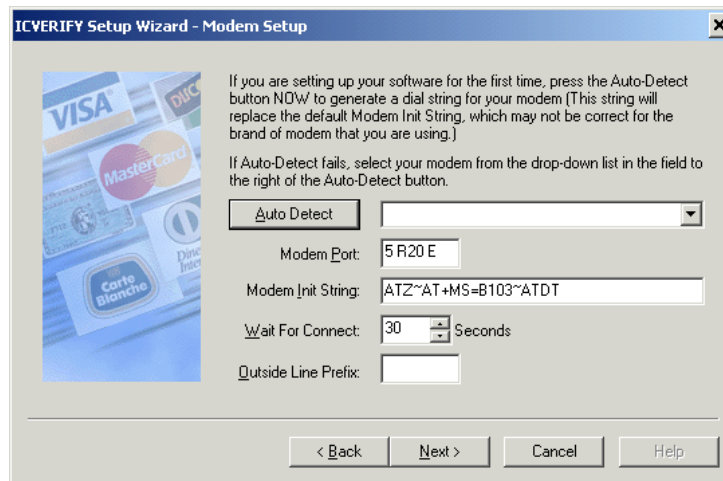 ICVERIFY Setup Wizard - Modem Setup
If you are setting up your software for the first time, press the Auto-Detect
button NOW to generate a dial string for your modem (This string will
replace the default Modem Init String, which may not be correct for the
brand of modem that you are using.)
If Auto-Detect fails, select your modem from the drop-down list in the field to
the right of the Auto-Detect button.
VISA
MasterCard
Carte
Blanche
Auto Detect
Modem Port: 5 R20 E
Modem Init String: ATZ~AT+MS=B103~ATDT
Wait For Connect: 30 Seconds
Outside Line Prefix:
< Back Next > Cancel Help